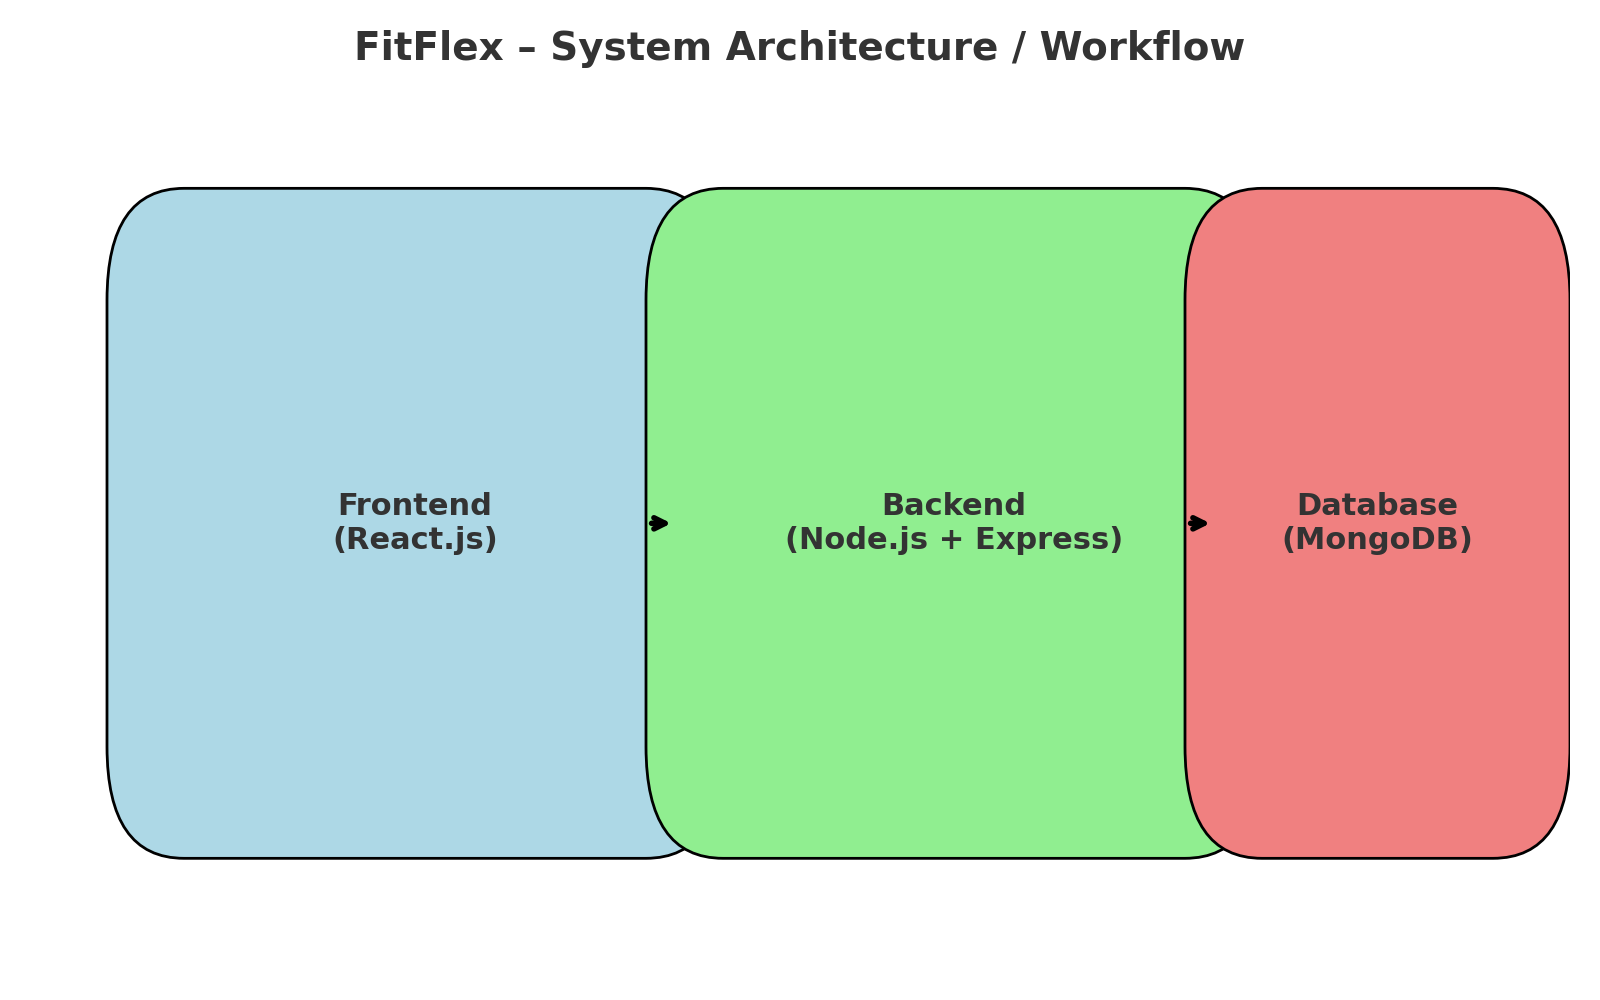 FitFlex – System Architecture / Workflow
Frontend
(React.js)
Backend
(Node.js + Express)
Database
(MongoDB)